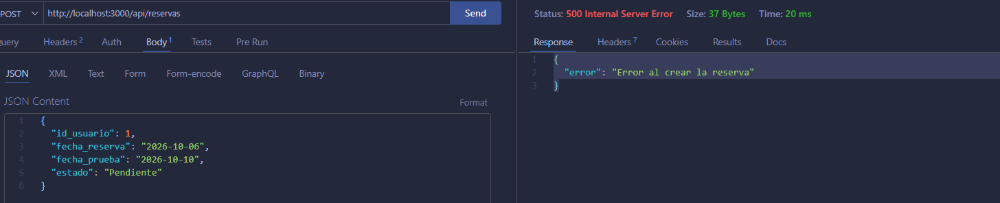 POST http://localhost:3000/api/reservas Send
Status: 500 Internal Server Error Size: 37 Bytes Time: 20 ms
uery Headers 2 Auth Body 1 Tests Pre Run
Response Headers 7 Cookies Results Docs
JSON XML Text Form Form-encode GraphQL Binary
JSON Content Format
1 {
2 "id_usuario": 1,
3 "fecha_reserva": "2026-10-06",
4 "fecha_prueba": "2026-10-10",
5 "estado": "Pendiente"
6 }
1 {
2 "error": "Error al crear la reserva"
3 }